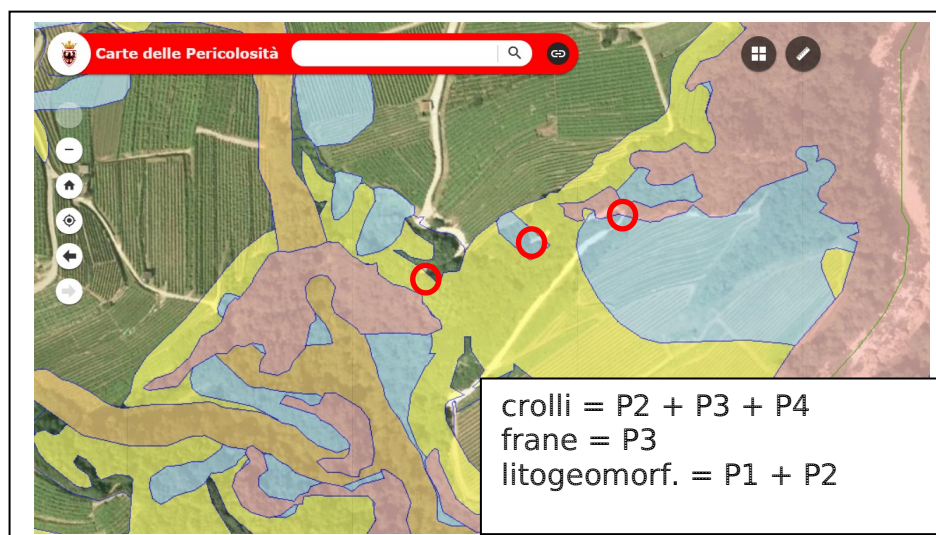 Carte delle Pericolosità
crolli = P2 + P3 + P4
frane = P3
litogeomorf. = P1 + P2